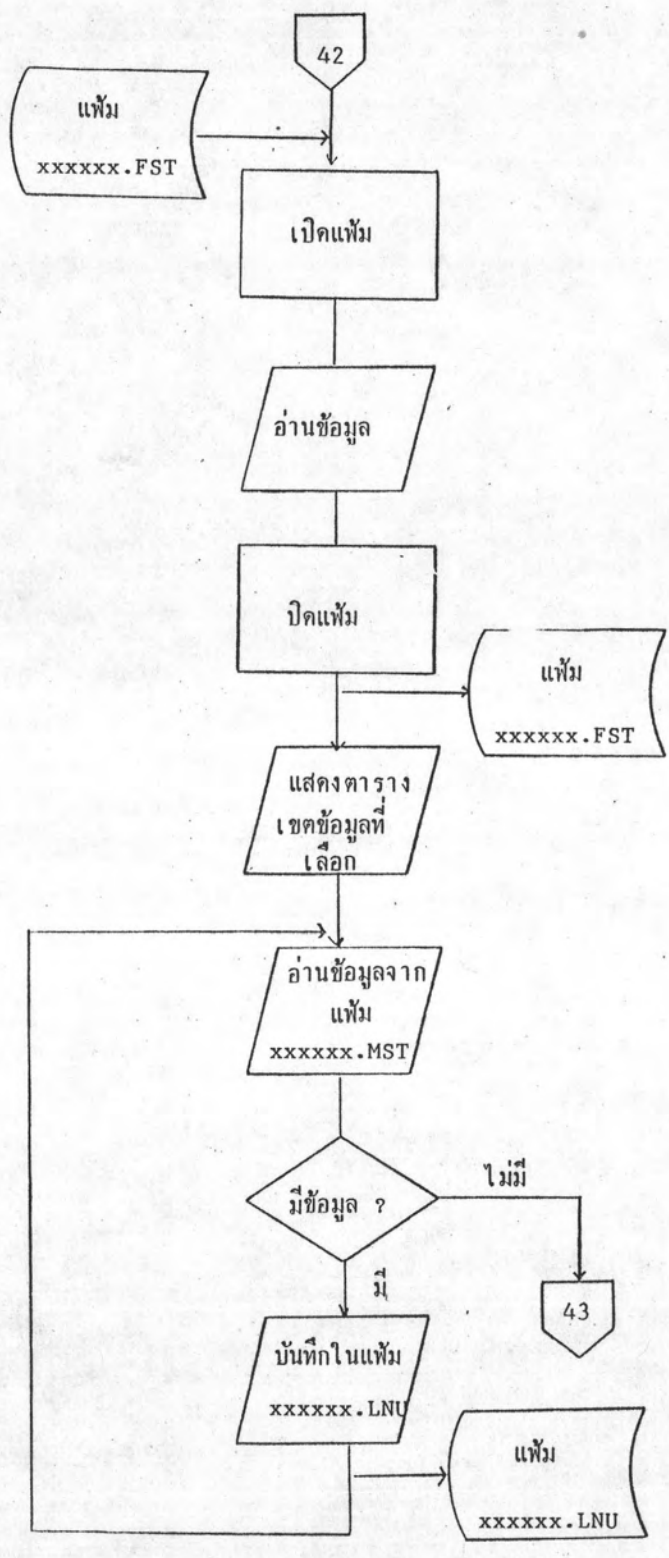 42
แฟ้ม
xxxxxx.FST
เปิดแฟ้ม
อ่านข้อมูล
ปิดแฟ้ม
แฟ้ม
xxxxxx.FST
แสดงตาราง
เขตข้อมูลที่
เลือก
อ่านข้อมูลจาก
แฟ้ม
xxxxxx.MST
มีข้อมูล ?
ไม่มี
มี
43
บันทึกในแฟ้ม
xxxxxx.LNU
แฟ้ม
xxxxxx.LNU